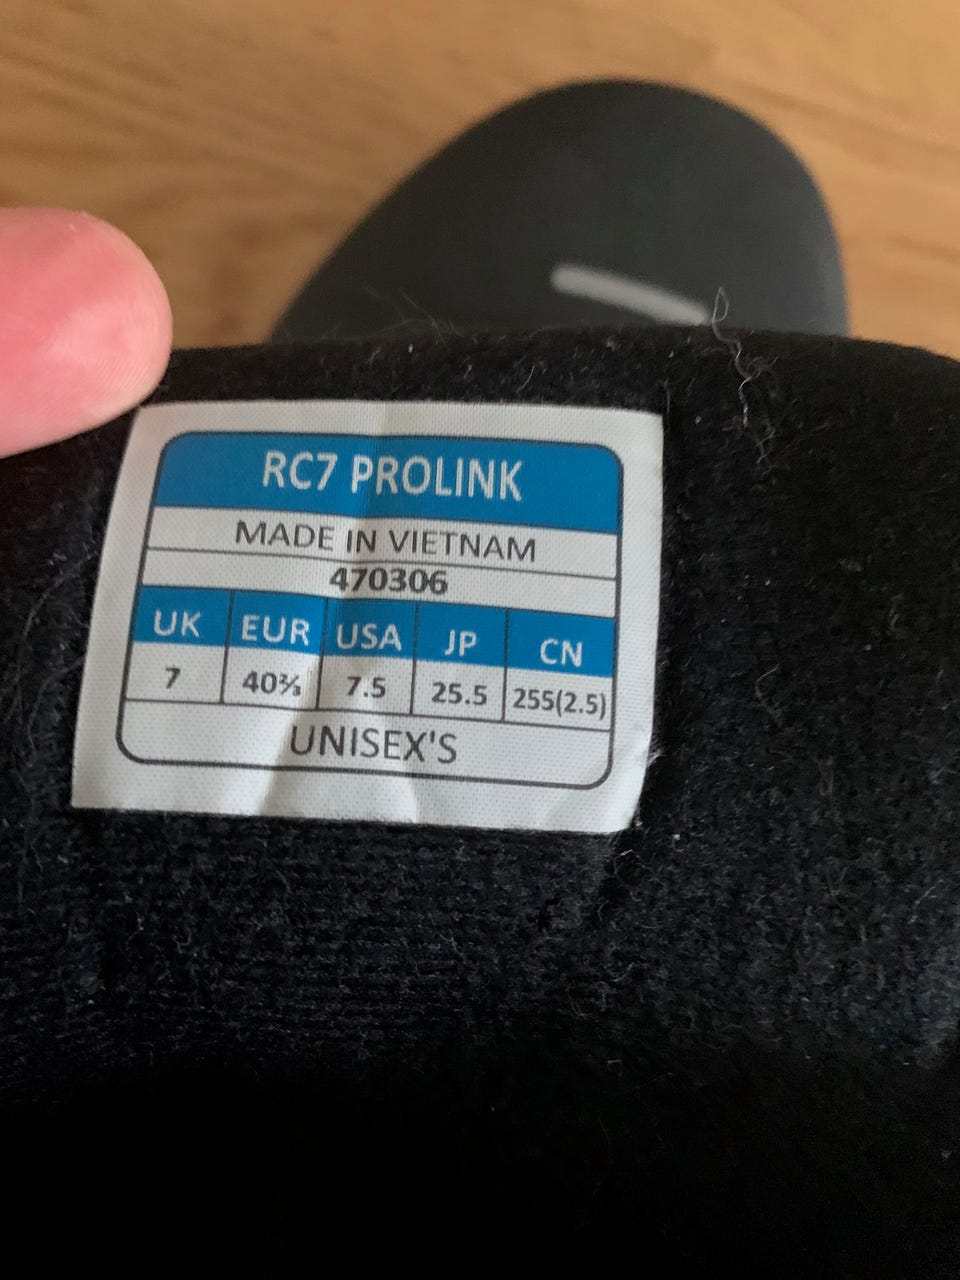 RC7 PROLINK
MADE IN VIETNAM
470306
UK EUR USA JP CN
7 40⅔ 7.5 25.5 255(2.5)
UNISEX'S